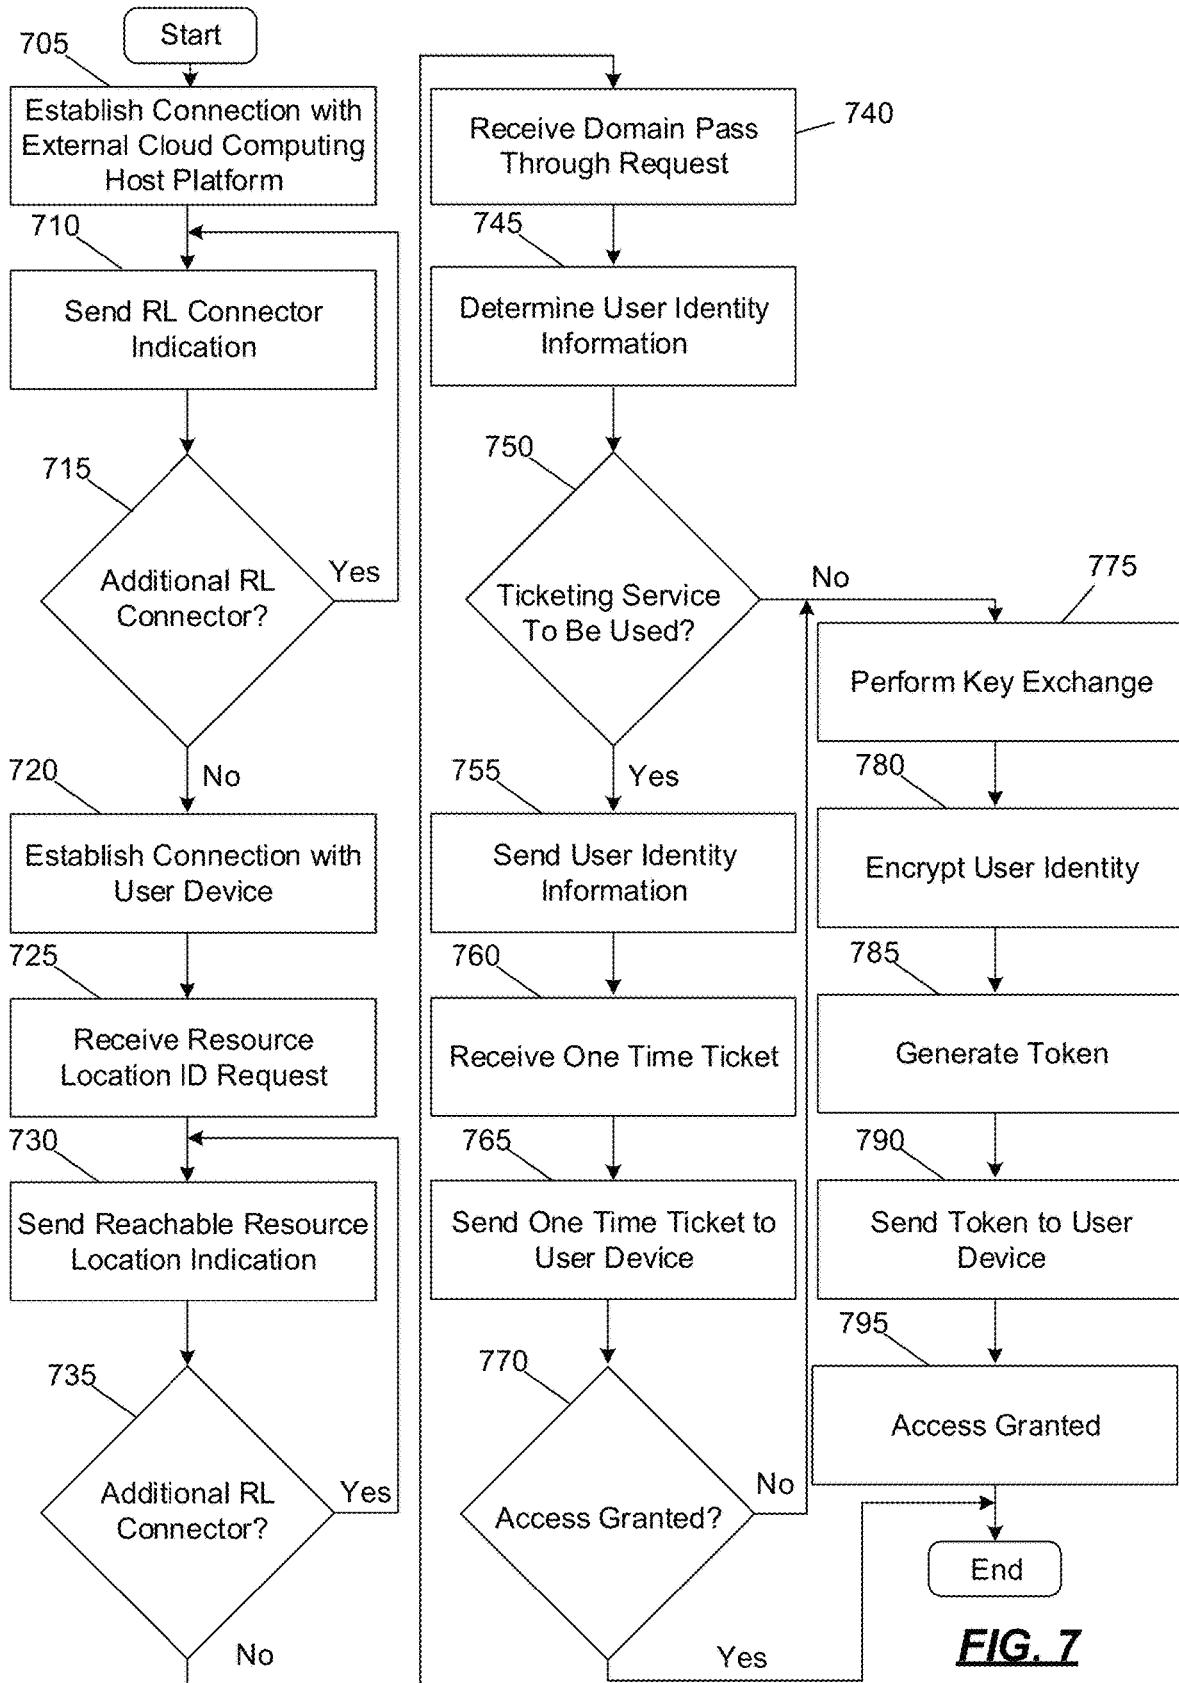 Start
705
Establish Connection with
External Cloud Computing
Host Platform
710
Send RL Connector
Indication
715
Additional RL
Connector?
Yes
No
720
Establish Connection with
User Device
725
Receive Resource
Location ID Request
730
Send Reachable Resource
Location Indication
735
Additional RL
Connector?
Yes
No
740
Receive Domain Pass
Through Request
745
Determine User Identity
Information
750
Ticketing Service
To Be Used?
No
Yes
755
Send User Identity
Information
760
Receive One Time Ticket
765
Send One Time Ticket to
User Device
770
Access Granted?
No
Yes
775
Perform Key Exchange
780
Encrypt User Identity
785
Generate Token
790
Send Token to User
Device
795
Access Granted
End
FIG. 7